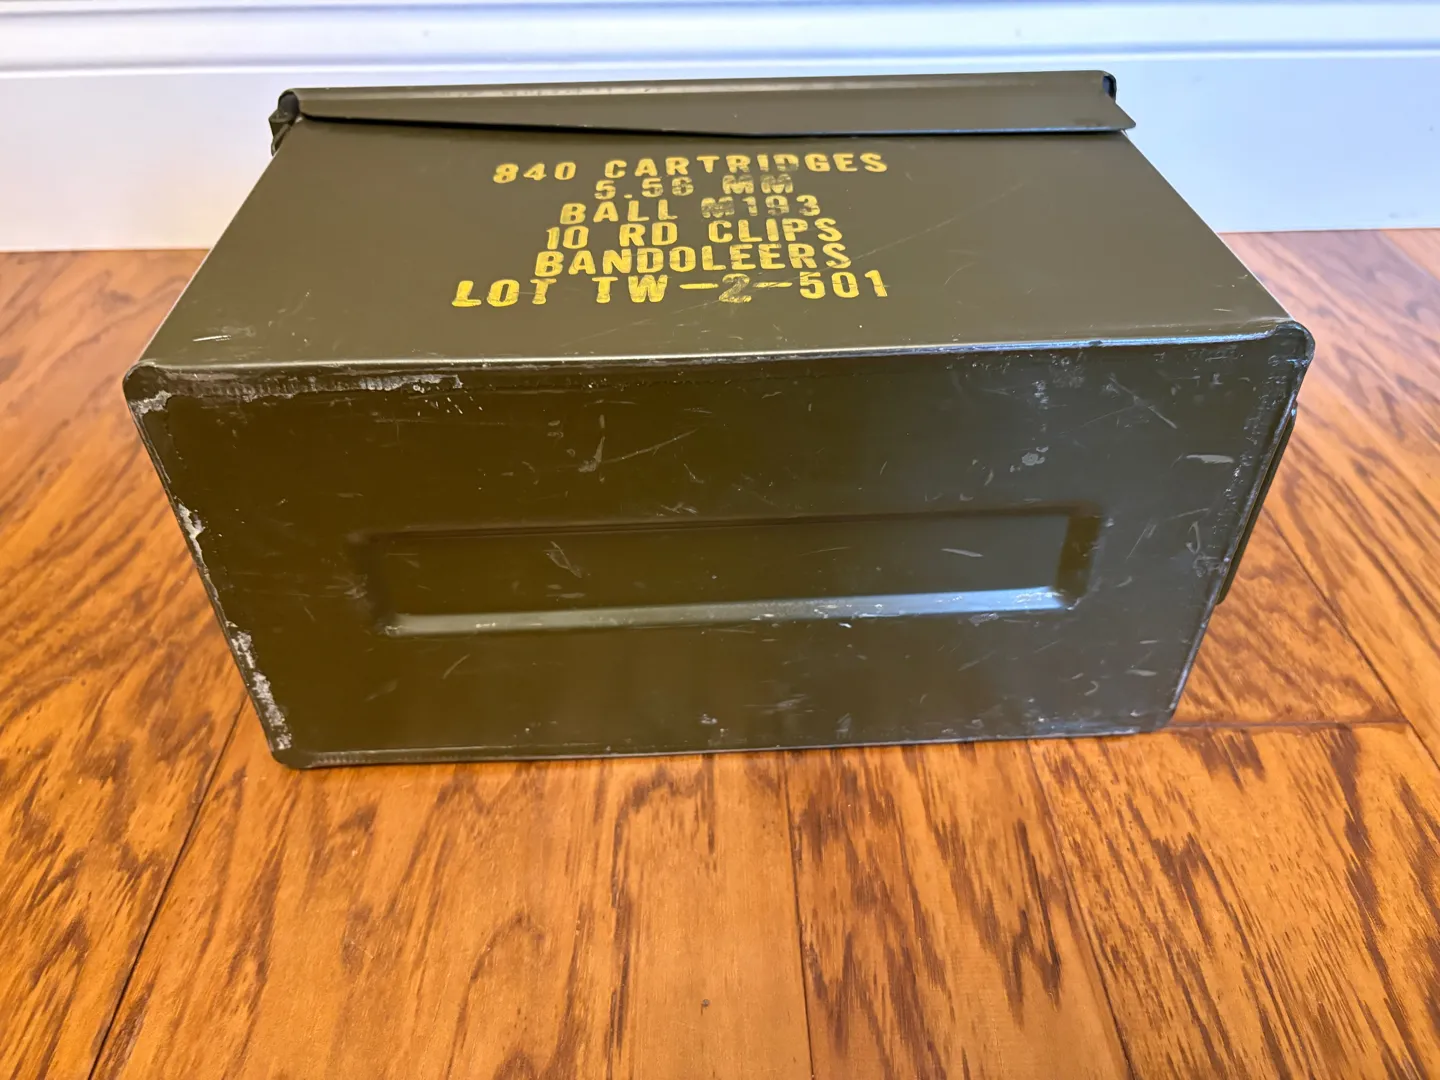 840 CARTRIDGES
5.56 MM
BALL M193
10 RD CLIPS
BANDOLEERS
LOT TW-2-501